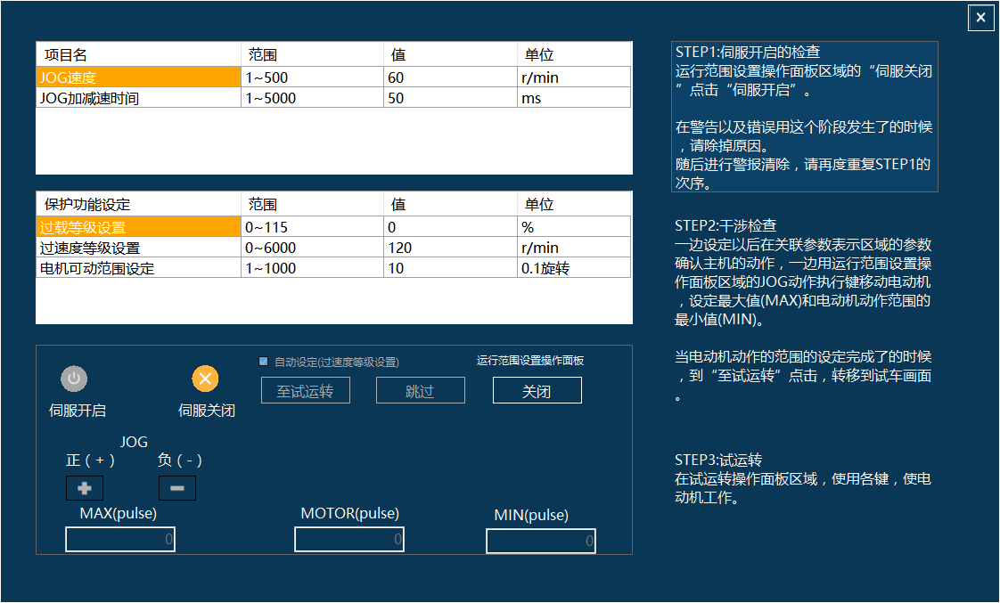 项目名 范围 值 单位
JOG速度 1~500 60 r/min
JOG加减速时间 1~5000 50 ms
保护功能设定 范围 值 单位
过载等级设置 0~115 0 %
过速度等级设置 0~6000 120 r/min
电机可动范围设定 1~1000 10 0.1旋转
自动设定(过速度等级设置) 运行范围设置操作面板
至试运转 跳过 关闭
伺服开启 伺服关闭
JOG
正（+） 负（-）
MAX(pulse) MOTOR(pulse) MIN(pulse)
0 0 0
STEP1:伺服开启的检查
运行范围设置操作面板区域的“伺服关闭
”点击“伺服开启”。
在警告以及错误用这个阶段发生了的时候
，请除掉原因。
随后进行警报清除，请再度重复STEP1的
次序。
STEP2:干涉检查
一边设定以后在关联参数表示区域的参数
确认主机的动作，一边用运行范围设置操
作面板区域的JOG动作执行键移动电动机
，设定最大值(MAX)和电动机动作范围的
最小值(MIN)。
当电动机动作的范围的设定完成了的时候
，到“至试运转”点击，转移到试车画面
。
STEP3:试运转
在试运转操作面板区域，使用各键，使电
动机工作。